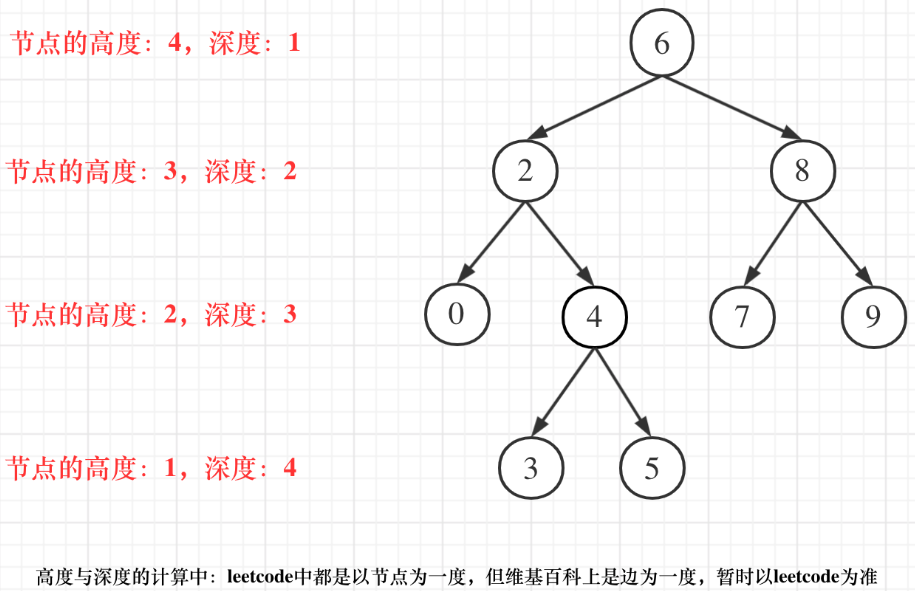 节点的高度：4，深度：1
6
节点的高度：3，深度：2
2
8
节点的高度：2，深度：3
0
4
7
9
节点的高度：1，深度：4
3
5
高度与深度的计算中：leetcode中都是以节点为一度，但维基百科上是边为一度，暂时以leetcode为准